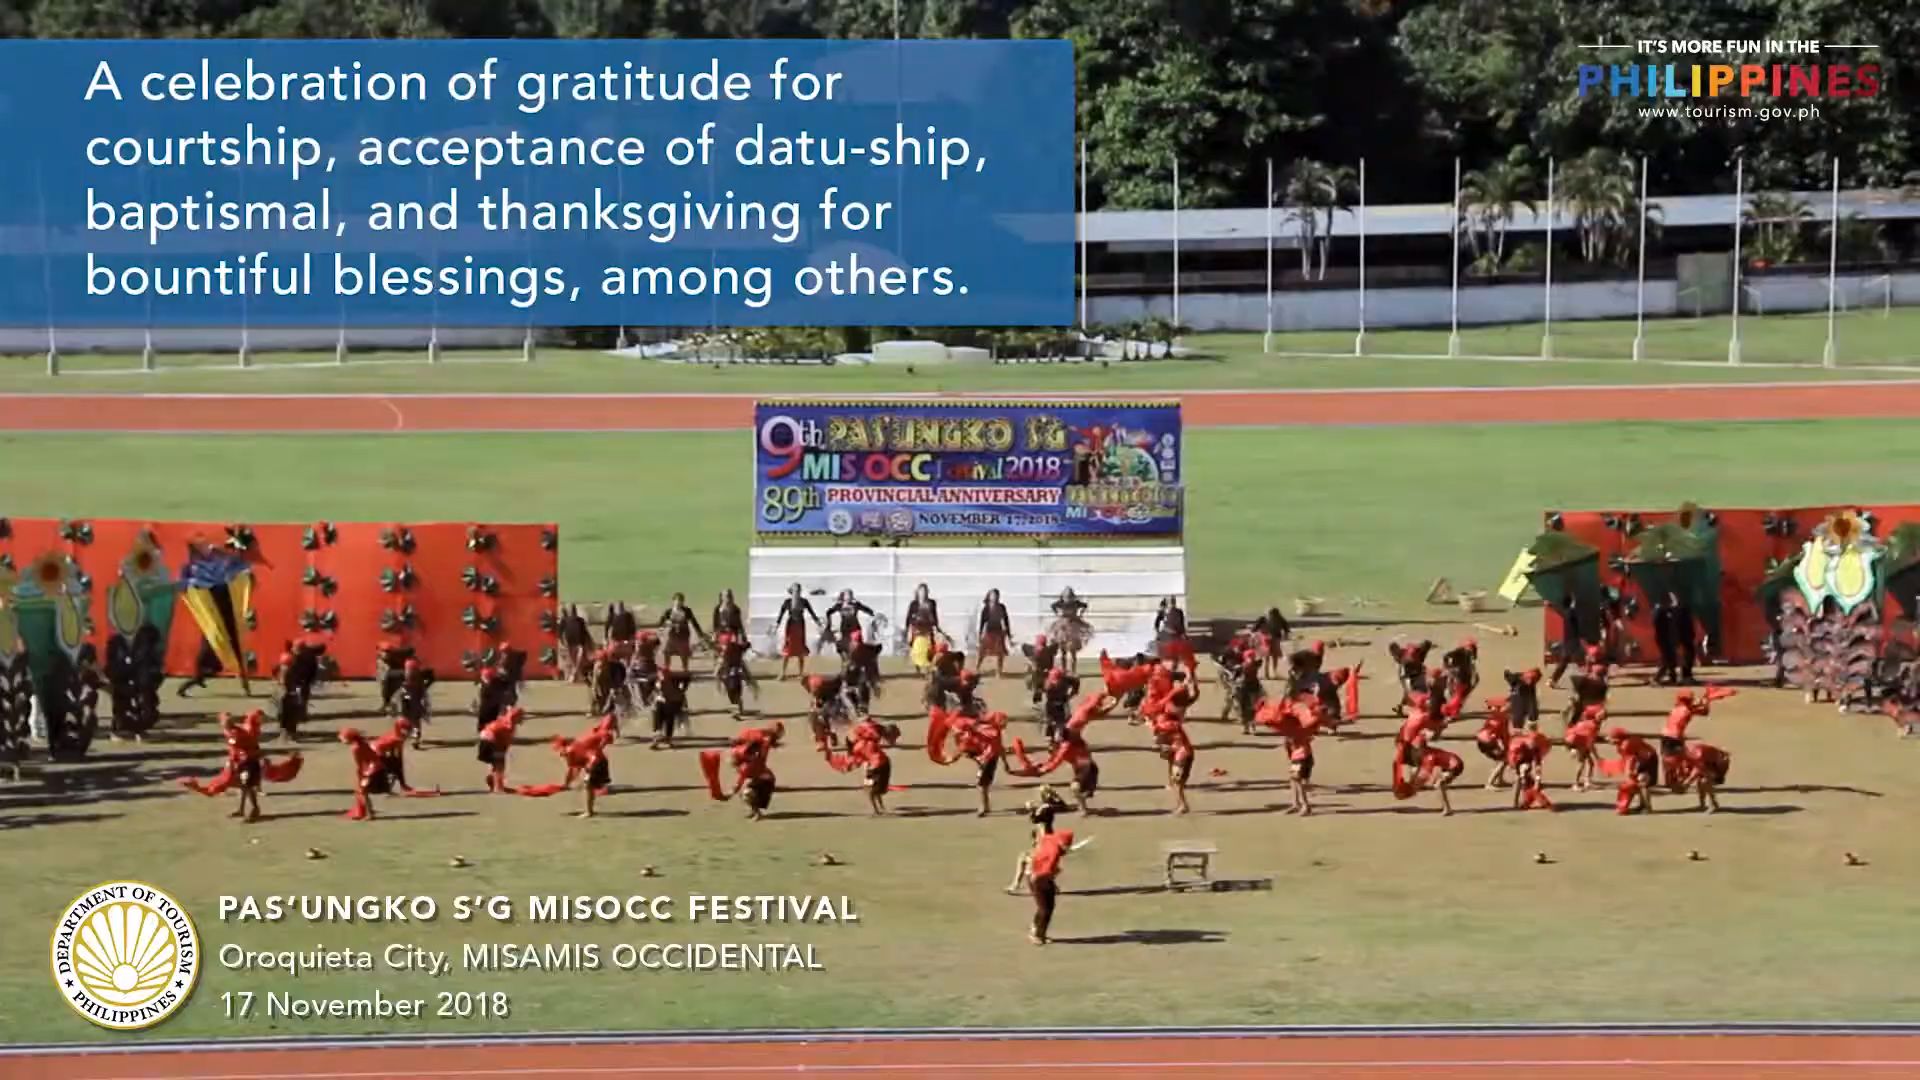 A celebration of gratitude for
courtship, acceptance of datu-ship,
baptismal, and thanksgiving for
bountiful blessings, among others.
IT'S MORE FUN IN THE
PHILIPPINES
www.tourism.gov.ph
9th PAS'UNGKO S'G
MIS OCC Festival 2018
89th PROVINCIAL ANNIVERSARY
NOVEMBER 17, 2018
DEPARTMENT OF TOURISM
PHILIPPINES
PAS'UNGKO S'G MISOCC FESTIVAL
Oroquieta City, MISAMIS OCCIDENTAL
17 November 2018